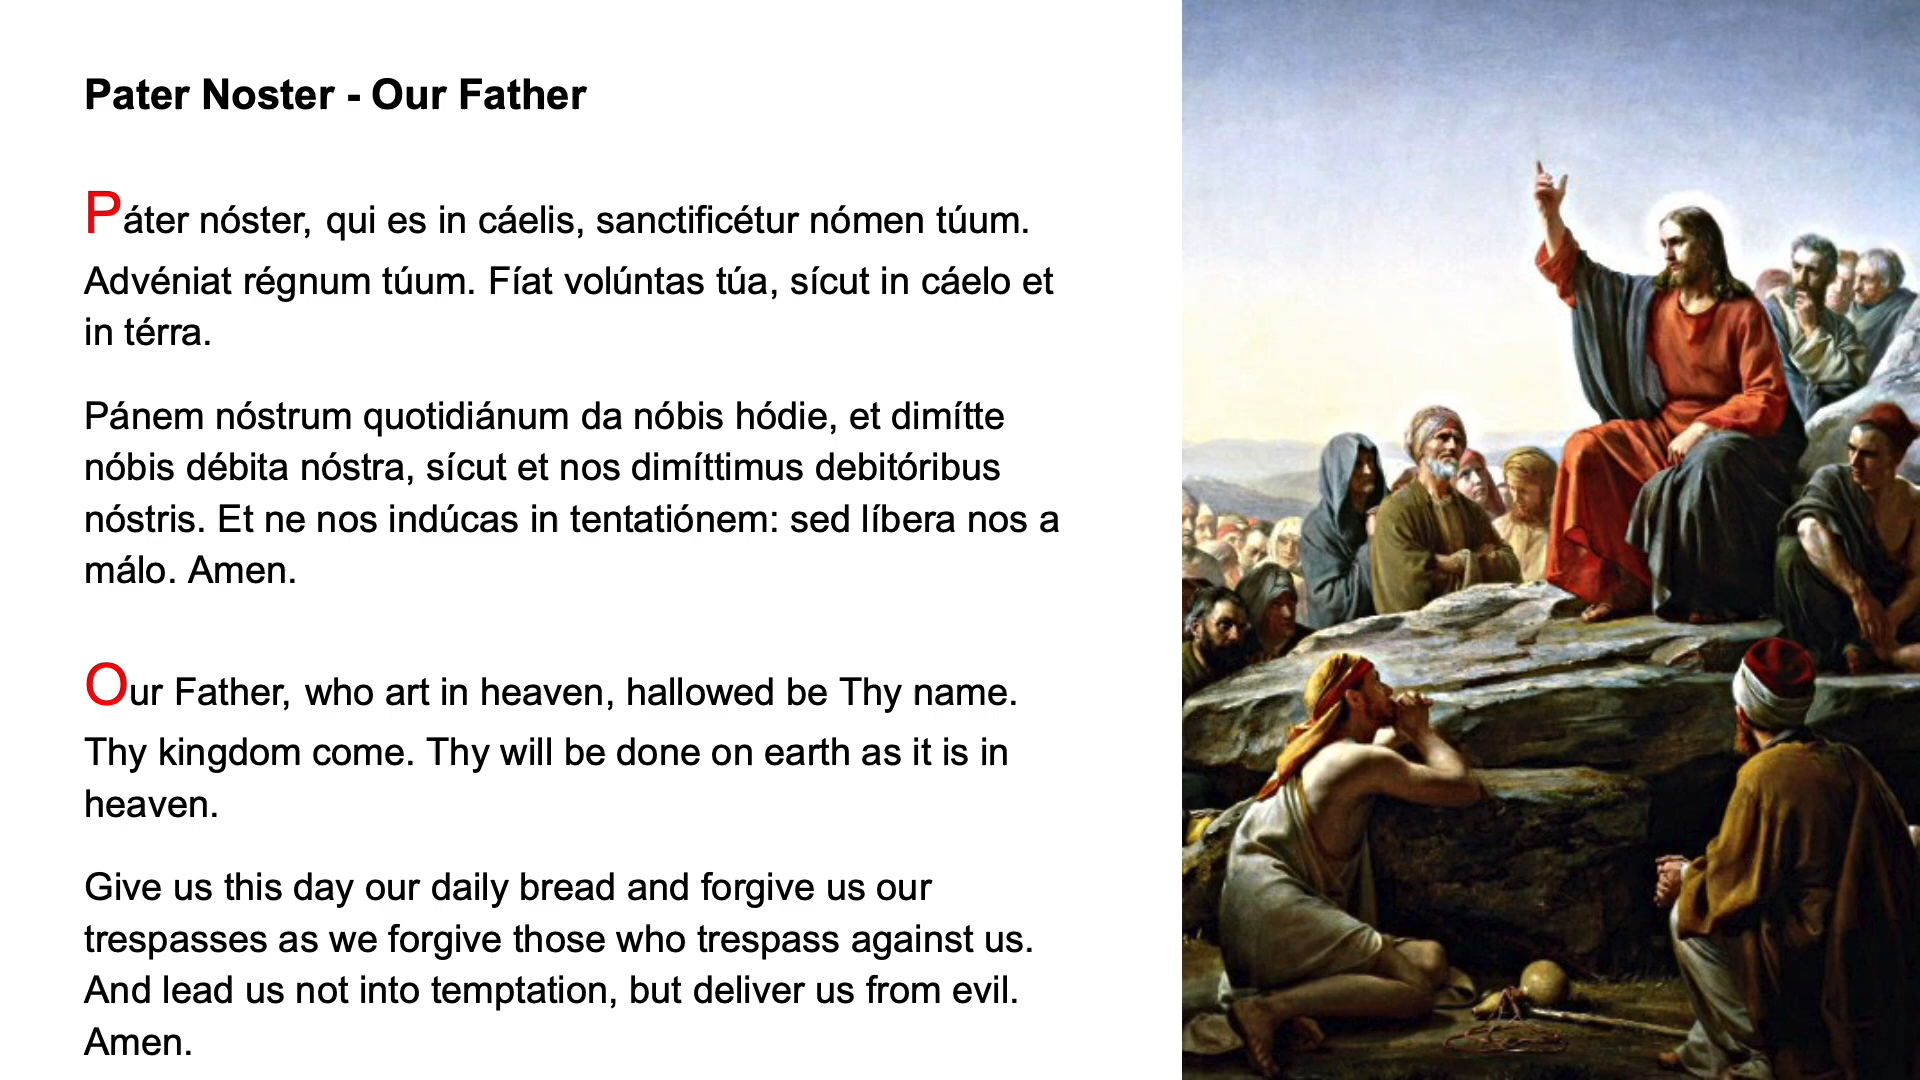 Pater Noster - Our Father
Páter nóster, qui es in cáelis, sanctificétur nómen túum.
Advéniat régnum túum. Fíat volúntas túa, sícut in cáelo et
in térra.
Pánem nóstrum quotidiánum da nóbis hódie, et dimítte
nóbis débita nóstra, sícut et nos dimíttimus debitóribus
nóstris. Et ne nos indúcas in tentatiónem: sed líbera nos a
málo. Amen.
Our Father, who art in heaven, hallowed be Thy name.
Thy kingdom come. Thy will be done on earth as it is in
heaven.
Give us this day our daily bread and forgive us our
trespasses as we forgive those who trespass against us.
And lead us not into temptation, but deliver us from evil.
Amen.